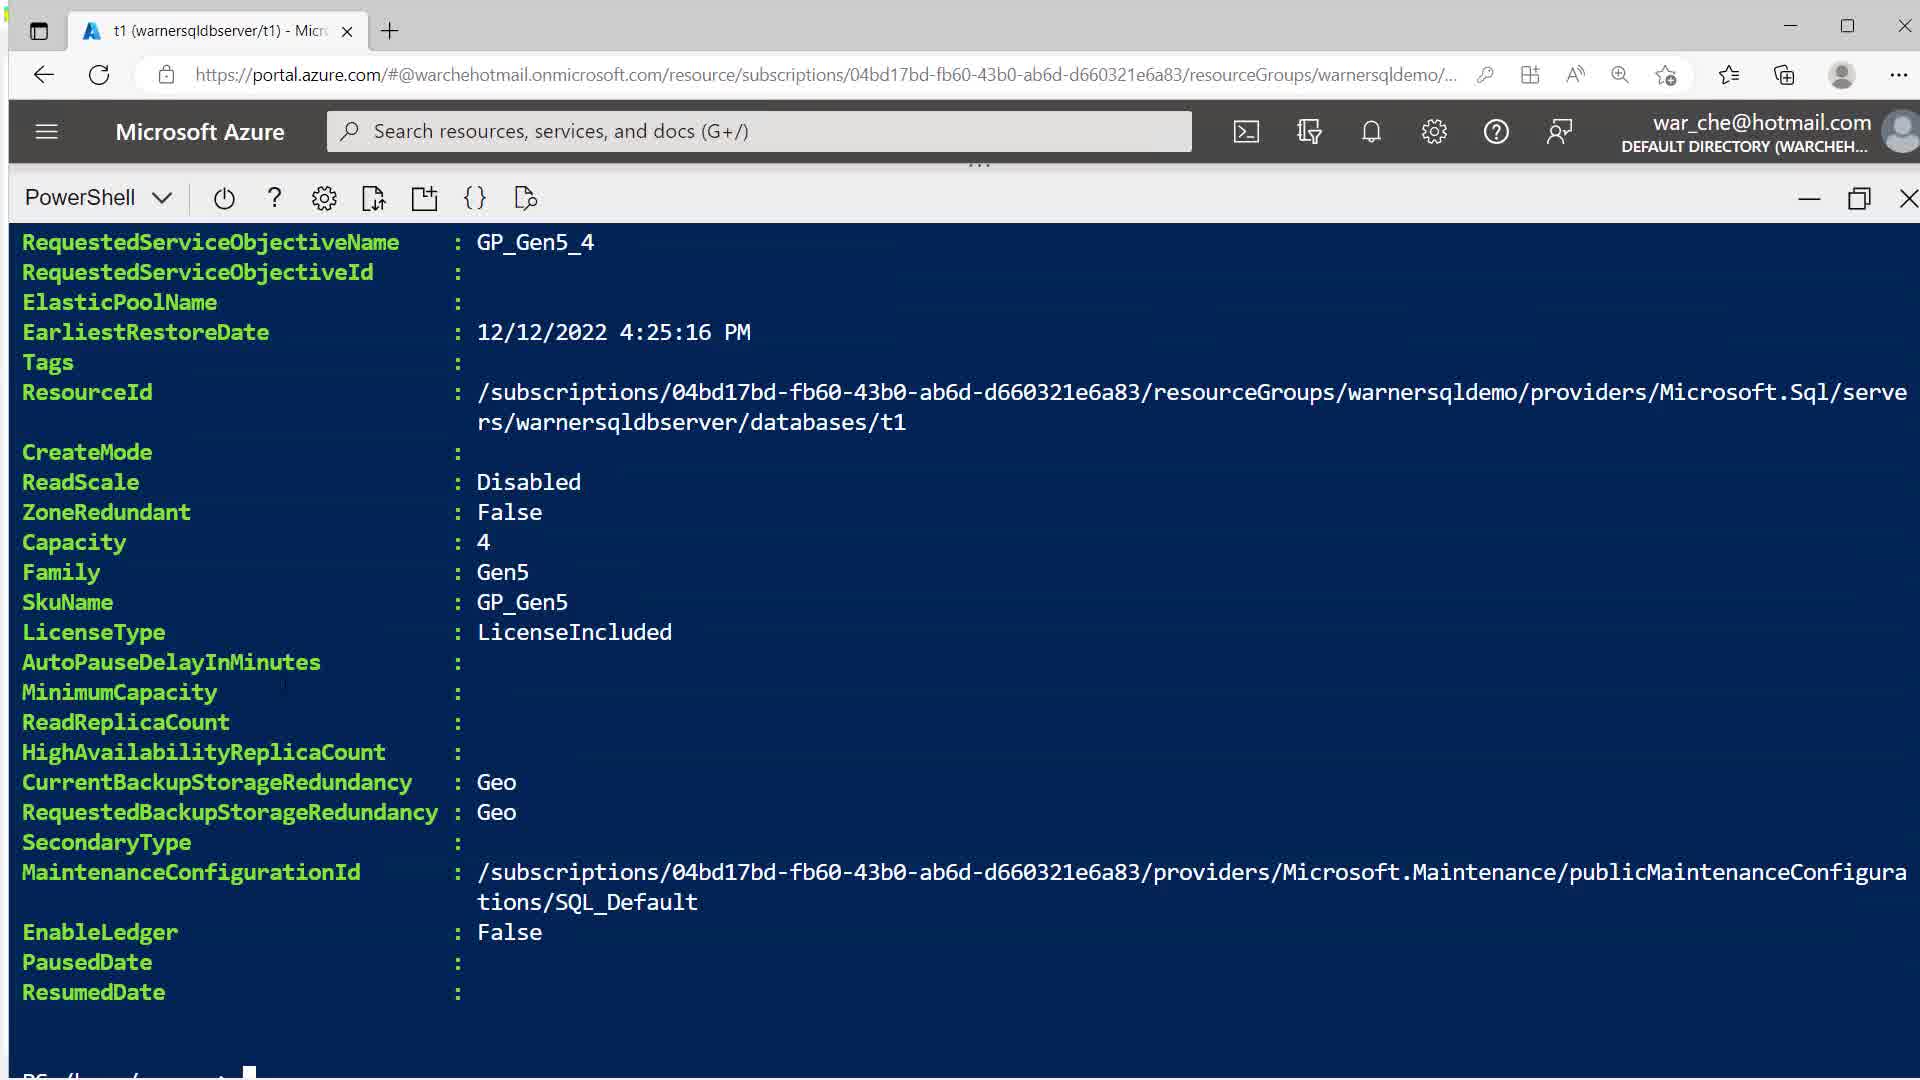 t1 (warnersqldbserver/t1) - Micr
https://portal.azure.com/#@warchehotmail.onmicrosoft.com/resource/subscriptions/04bd17bd-fb60-43b0-ab6d-d660321e6a83/resourceGroups/warnersqldemo/...
Microsoft Azure
Search resources, services, and docs (G+/)
war_che@hotmail.com
DEFAULT DIRECTORY (WARCHEH...
PowerShell
RequestedServiceObjectiveName : GP_Gen5_4
RequestedServiceObjectiveId :
ElasticPoolName :
EarliestRestoreDate : 12/12/2022 4:25:16 PM
Tags :
ResourceId : /subscriptions/04bd17bd-fb60-43b0-ab6d-d660321e6a83/resourceGroups/warnersqldemo/providers/Microsoft.Sql/serve
rs/warnersqldbserver/databases/t1
CreateMode :
ReadScale : Disabled
ZoneRedundant : False
Capacity : 4
Family : Gen5
SkuName : GP_Gen5
LicenseType : LicenseIncluded
AutoPauseDelayInMinutes :
MinimumCapacity :
ReadReplicaCount :
HighAvailabilityReplicaCount :
CurrentBackupStorageRedundancy : Geo
RequestedBackupStorageRedundancy : Geo
SecondaryType :
MaintenanceConfigurationId : /subscriptions/04bd17bd-fb60-43b0-ab6d-d660321e6a83/providers/Microsoft.Maintenance/publicMaintenanceConfigura
tions/SQL_Default
EnableLedger : False
PausedDate :
ResumedDate :